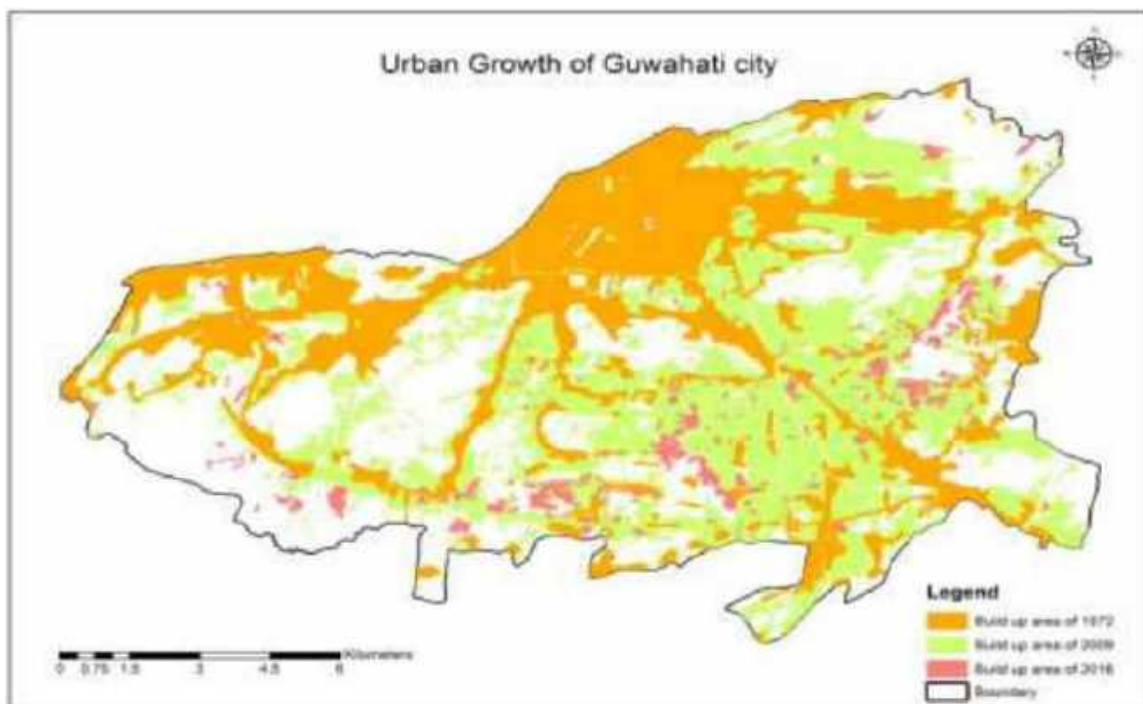 Urban Growth of Guwahati city
Legend
Build up area of 1972
Build up area of 2009
Build up area of 2016
Boundary
Kilometers
0 0.75 1.5 3 4.5 6